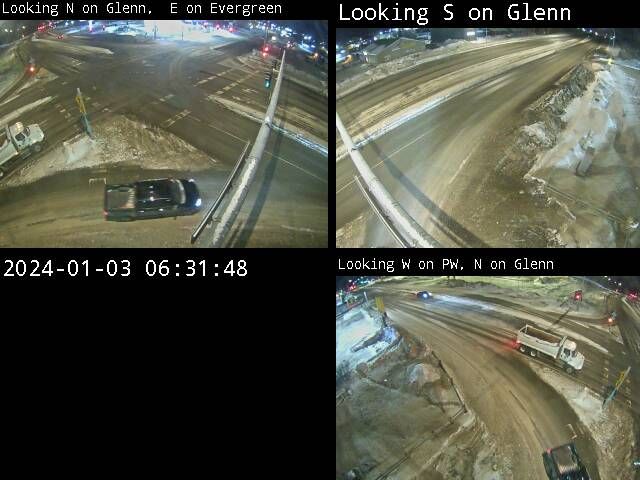 Looking N on Glenn, E on Evergreen
Looking S on Glenn
2024-01-03 06:31:48
Looking W on PW, N on Glenn